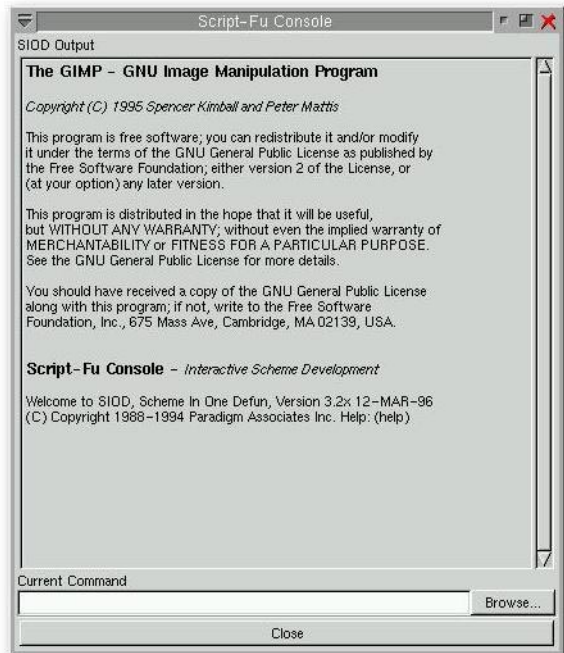 Script-Fu Console
SIOD Output
The GIMP - GNU Image Manipulation Program
Copyright (C) 1995 Spencer Kimball and Peter Mattis
This program is free software; you can redistribute it and/or modify
it under the terms of the GNU General Public License as published by
the Free Software Foundation; either version 2 of the License, or
(at your option) any later version.
This program is distributed in the hope that it will be useful,
but WITHOUT ANY WARRANTY; without even the implied warranty of
MERCHANTABILITY or FITNESS FOR A PARTICULAR PURPOSE.
See the GNU General Public License for more details.
You should have received a copy of the GNU General Public License
along with this program; if not, write to the Free Software
Foundation, Inc., 675 Mass Ave, Cambridge, MA 02139, USA.
Script-Fu Console - Interactive Scheme Development
Welcome to SIOD, Scheme In One Defun, Version 3.2x 12-MAR-96
(C) Copyright 1988-1994 Paradigm Associates Inc. Help: (help)
Current Command
Browse...
Close